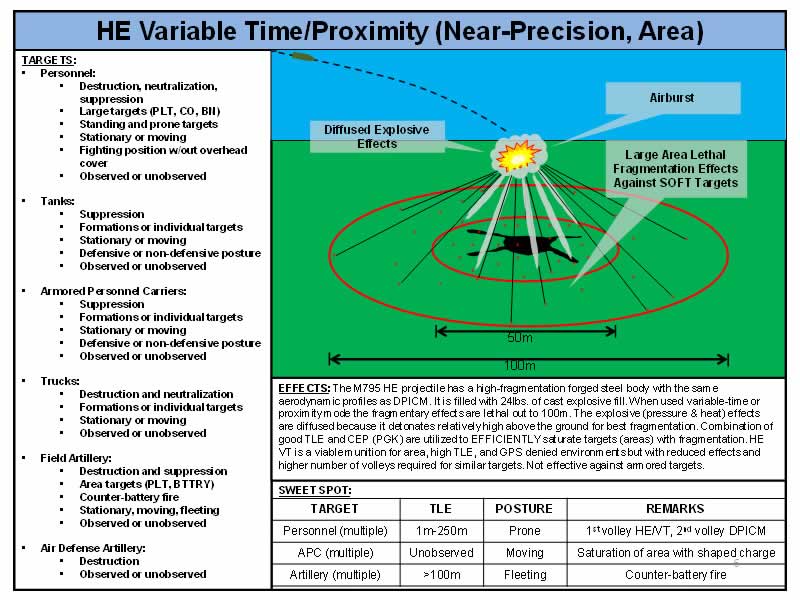 HE Variable Time/Proximity (Near-Precision, Area)
TARGETS:
• Personnel:
▪ Destruction, neutralization,
suppression
▪ Large targets (PLT, CO, BN)
▪ Standing and prone targets
▪ Stationary or moving
▪ Fighting position w/out overhead
cover
▪ Observed or unobserved
• Tanks:
▪ Suppression
▪ Formations or individual targets
▪ Stationary or moving
▪ Defensive or non-defensive posture
▪ Observed or unobserved
• Armored Personnel Carriers:
▪ Suppression
▪ Formations or individual targets
▪ Stationary or moving
▪ Defensive or non-defensive posture
▪ Observed or unobserved
• Trucks:
▪ Destruction and neutralization
▪ Formations or individual targets
▪ Stationary or moving
▪ Observed or unobserved
• Field Artillery:
▪ Destruction and suppression
▪ Area targets (PLT, BTTRY)
▪ Counter-battery fire
▪ Stationary, moving, fleeting
▪ Observed or unobserved
• Air Defense Artillery:
▪ Destruction
▪ Observed or unobserved
Airburst
Diffused Explosive
Effects
Large Area Lethal
Fragmentation Effects
Against SOFT Targets
50m
100m
EFFECTS: The M795 HE projectile has a high-fragmentation forged steel body with the same
aerodynamic profiles as DPICM. It is filled with 24lbs. of cast explosive fill. When used variable-time or
proximity mode the fragmentary effects are lethal out to 100m. The explosive (pressure & heat) effects
are diffused because it detonates relatively high above the ground for best fragmentation. Combination of
good TLE and CEP (PGK) are utilized to EFFICIENTLY saturate targets (areas) with fragmentation. HE
VT is a viable munition for area, high TLE, and GPS denied environments but with reduced effects and
higher number of volleys required for similar targets. Not effective against armored targets.
SWEET SPOT:
TARGET TLE POSTURE REMARKS
Personnel (multiple) 1m-250m Prone 1st volley HE/VT, 2nd volley DPICM
APC (multiple) Unobserved Moving Saturation of area with shaped charge
Artillery (multiple) >100m Fleeting Counter-battery fire
6